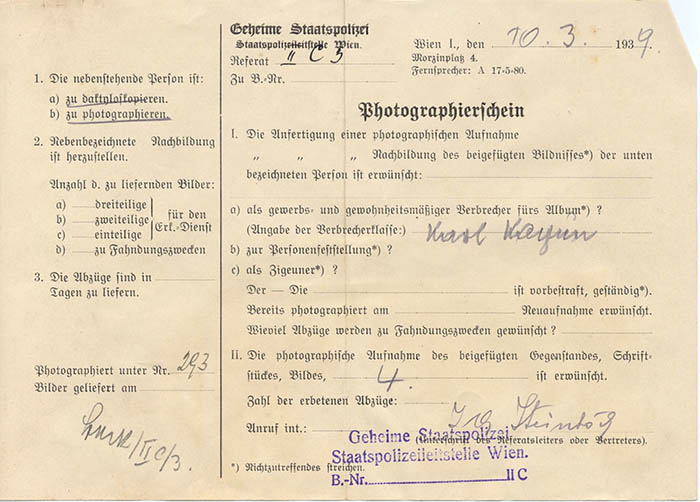 Geheime Staatspolizei
Staatspolizeileitstelle Wien.
Referat II C 3
Zu B.-Nr.
Wien I., den 10. 3. 1939.
Morzinplatz 4.
Fernsprecher: A 17-5-80.
1. Die nebenstehende Person ist:
a) zu daktyloskopieren.
b) zu photographieren.
2. Nebenbezeichnete Nachbildung
ist herzustellen.
Anzahl d. zu liefernden Bilder:
a) dreiteilige
b) zweiteilige
c) einteilige
für den
Erk.-Dienst
d) zu Fahndungszwecken
3. Die Abzüge sind in
Tagen zu liefern.
Photographiert unter Nr. 293
Bilder geliefert am
/II C/3.
Photographierschein
I. Die Anfertigung einer photographischen Aufnahme
„ „ „ Nachbildung des beigefügten Bildnisses*) der unten
bezeichneten Person ist erwünscht:
a) als gewerbs- und gewohnheitsmäßiger Verbrecher fürs Album*) ?
(Angabe der Verbrecherklasse:) Karl
b) zur Personenfeststellung*) ?
c) als Zigeuner*) ?
Der — Die ist vorbestraft, geständig*).
Bereits photographiert am Neuaufnahme erwünscht.
Wieviel Abzüge werden zu Fahndungszwecken gewünscht ?
II. Die photographische Aufnahme des beigefügten Gegenstandes, Schrift-
stückes, Bildes, ist erwünscht.
4.
Zahl der erbetenen Abzüge:
Anruf int.:
(Unterschrift des Referatsleiters oder Vertreters).
Geheime Staatspolizei
Staatspolizeileitstelle Wien.
B.-Nr. II C
*) Nichtzutreffendes streichen.